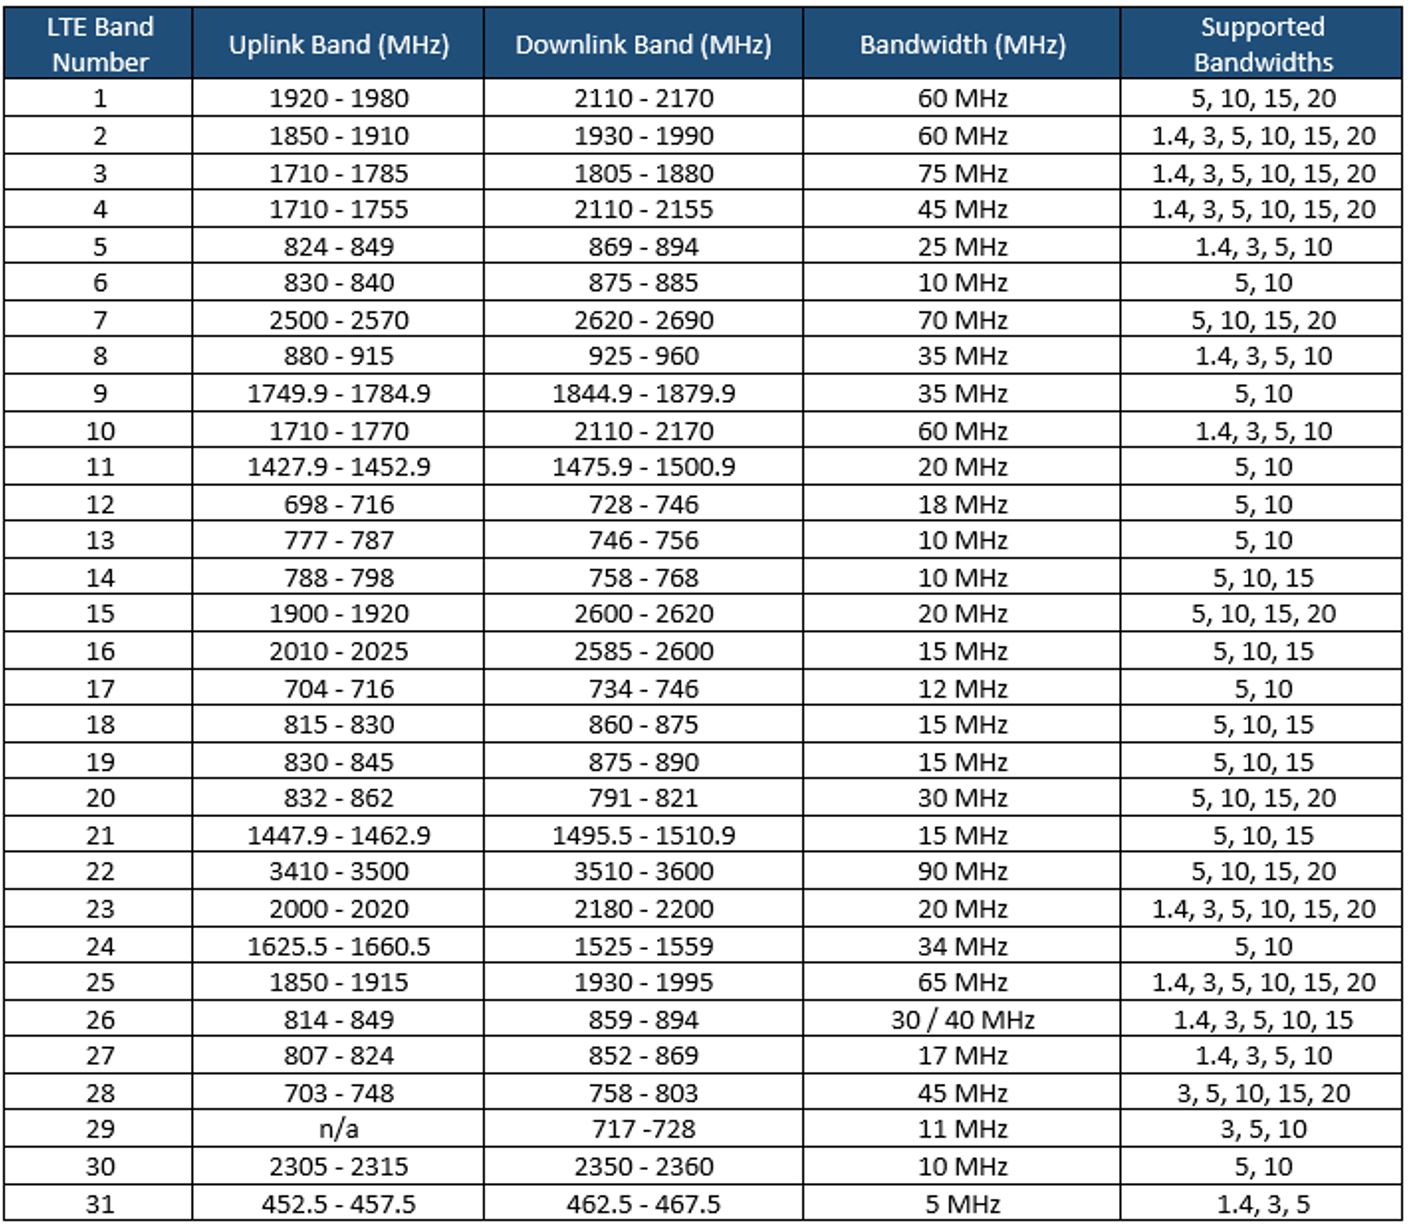 LTE Band Number | Uplink Band (MHz) | Downlink Band (MHz) | Bandwidth (MHz) | Supported Bandwidths
1 | 1920 - 1980 | 2110 - 2170 | 60 MHz | 5, 10, 15, 20
2 | 1850 - 1910 | 1930 - 1990 | 60 MHz | 1.4, 3, 5, 10, 15, 20
3 | 1710 - 1785 | 1805 - 1880 | 75 MHz | 1.4, 3, 5, 10, 15, 20
4 | 1710 - 1755 | 2110 - 2155 | 45 MHz | 1.4, 3, 5, 10, 15, 20
5 | 824 - 849 | 869 - 894 | 25 MHz | 1.4, 3, 5, 10
6 | 830 - 840 | 875 - 885 | 10 MHz | 5, 10
7 | 2500 - 2570 | 2620 - 2690 | 70 MHz | 5, 10, 15, 20
8 | 880 - 915 | 925 - 960 | 35 MHz | 1.4, 3, 5, 10
9 | 1749.9 - 1784.9 | 1844.9 - 1879.9 | 35 MHz | 5, 10
10 | 1710 - 1770 | 2110 - 2170 | 60 MHz | 1.4, 3, 5, 10
11 | 1427.9 - 1452.9 | 1475.9 - 1500.9 | 20 MHz | 5, 10
12 | 698 - 716 | 728 - 746 | 18 MHz | 5, 10
13 | 777 - 787 | 746 - 756 | 10 MHz | 5, 10
14 | 788 - 798 | 758 - 768 | 10 MHz | 5, 10, 15
15 | 1900 - 1920 | 2600 - 2620 | 20 MHz | 5, 10, 15, 20
16 | 2010 - 2025 | 2585 - 2600 | 15 MHz | 5, 10, 15
17 | 704 - 716 | 734 - 746 | 12 MHz | 5, 10
18 | 815 - 830 | 860 - 875 | 15 MHz | 5, 10, 15
19 | 830 - 845 | 875 - 890 | 15 MHz | 5, 10, 15
20 | 832 - 862 | 791 - 821 | 30 MHz | 5, 10, 15, 20
21 | 1447.9 - 1462.9 | 1495.5 - 1510.9 | 15 MHz | 5, 10, 15
22 | 3410 - 3500 | 3510 - 3600 | 90 MHz | 5, 10, 15, 20
23 | 2000 - 2020 | 2180 - 2200 | 20 MHz | 1.4, 3, 5, 10, 15, 20
24 | 1625.5 - 1660.5 | 1525 - 1559 | 34 MHz | 5, 10
25 | 1850 - 1915 | 1930 - 1995 | 65 MHz | 1.4, 3, 5, 10, 15, 20
26 | 814 - 849 | 859 - 894 | 30 / 40 MHz | 1.4, 3, 5, 10, 15
27 | 807 - 824 | 852 - 869 | 17 MHz | 1.4, 3, 5, 10
28 | 703 - 748 | 758 - 803 | 45 MHz | 3, 5, 10, 15, 20
29 | n/a | 717 -728 | 11 MHz | 3, 5, 10
30 | 2305 - 2315 | 2350 - 2360 | 10 MHz | 5, 10
31 | 452.5 - 457.5 | 462.5 - 467.5 | 5 MHz | 1.4, 3, 5